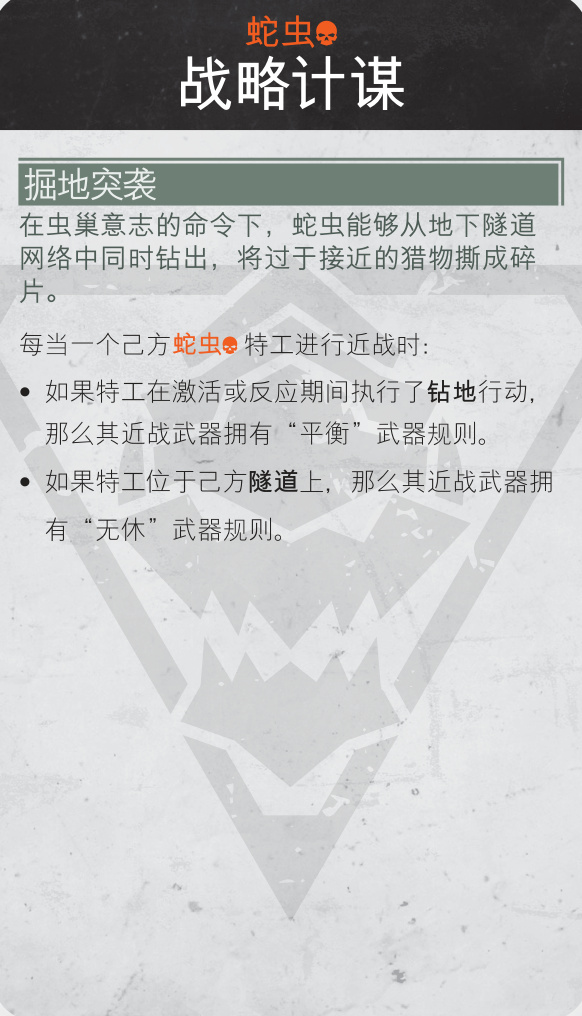 蛇虫
战略计谋
掘地突袭
在虫巢意志的命令下，蛇虫能够从地下隧道
网络中同时钻出，将过于接近的猎物撕成碎
片。
每当一个己方蛇虫特工进行近战时:
• 如果特工在激活或反应期间执行了钻地行动，
那么其近战武器拥有“平衡”武器规则。
• 如果特工位于己方隧道上，那么其近战武器拥
有“无休”武器规则。